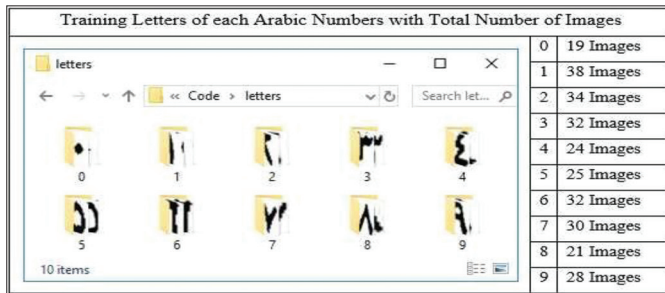 Training Letters of each Arabic Numbers with Total Number of Images
letters
« Code › letters
Search let...
0
1
2
3
4
5
6
7
8
9
10 items
0 19 Images
1 38 Images
2 34 Images
3 32 Images
4 24 Images
5 25 Images
6 32 Images
7 30 Images
8 21 Images
9 28 Images